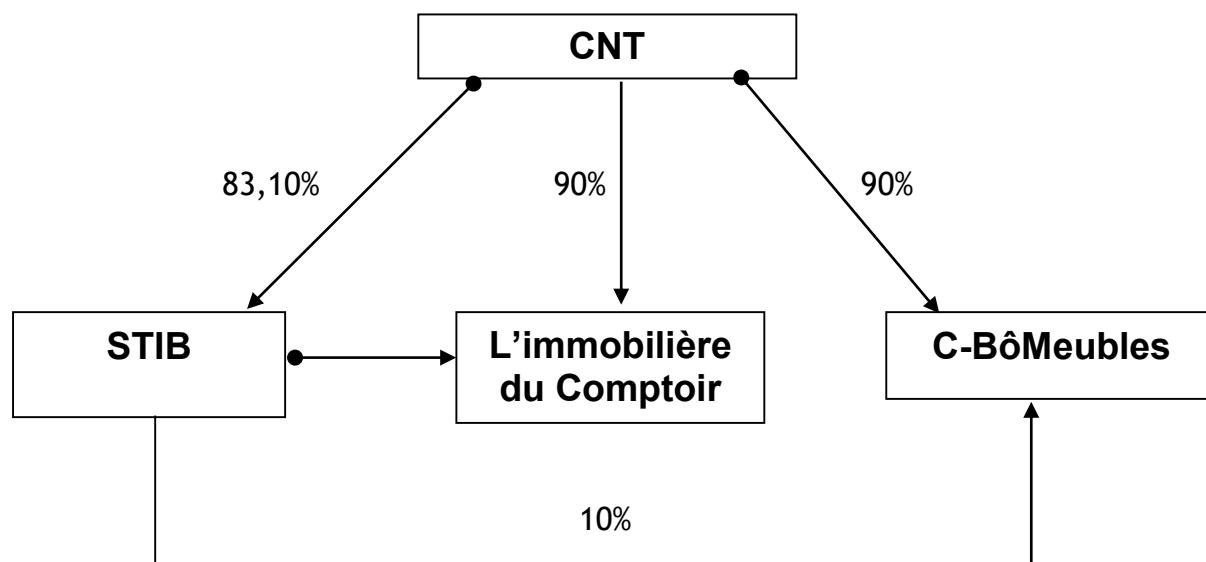 CNT
83,10%
90%
90%
STIB
L’immobilière
du Comptoir
C-BôMeubles
10%